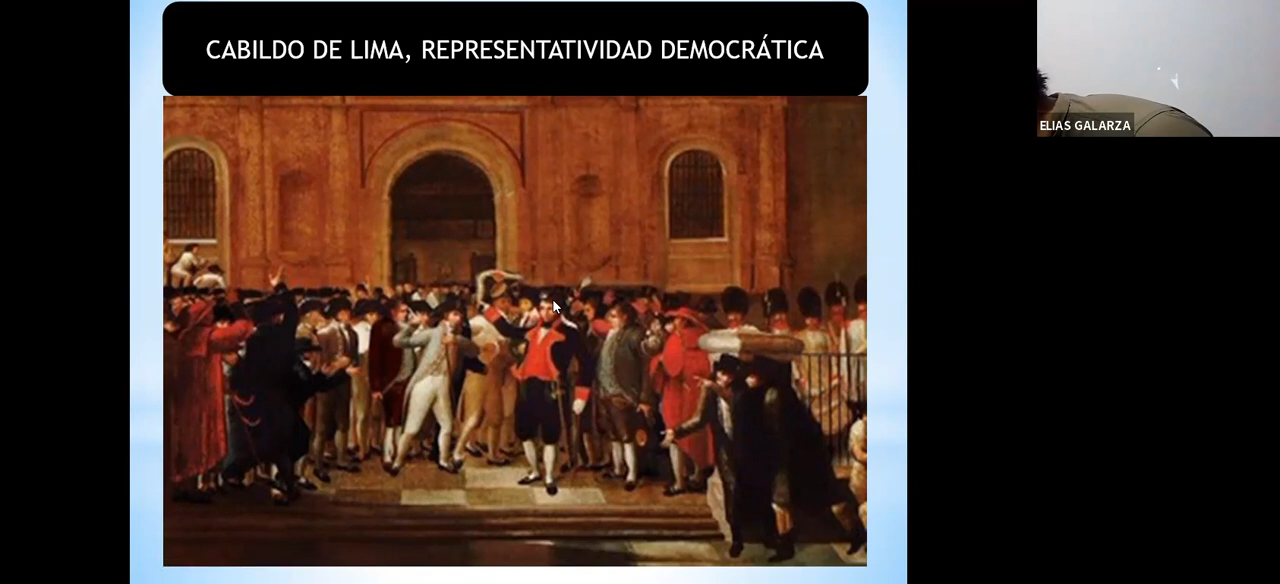 CABILDO DE LIMA, REPRESENTATIVIDAD DEMOCRÁTICA
ELIAS GALARZA